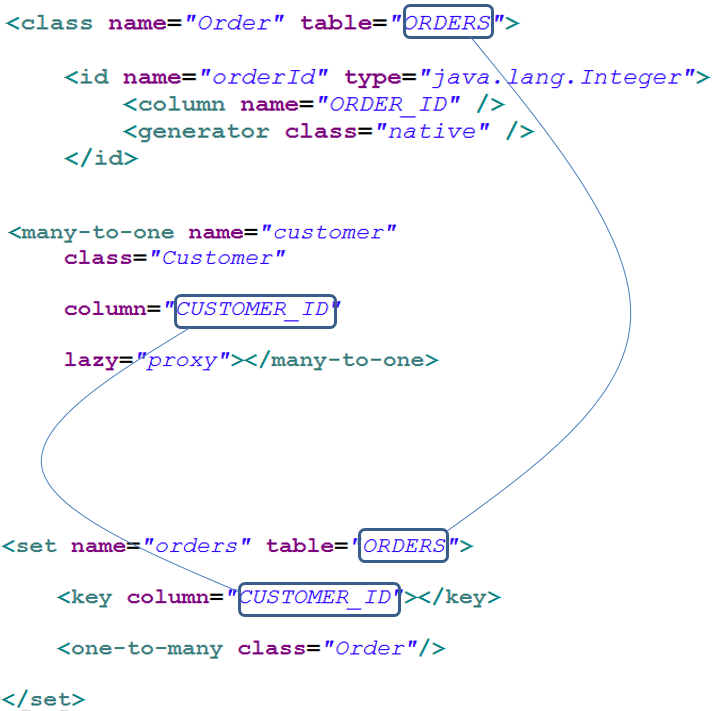 <class name="Order" table="ORDERS">
<id name="orderId" type="java.lang.Integer">
<column name="ORDER_ID" />
<generator class="native" />
</id>
<many-to-one name="customer"
class="Customer"
column="CUSTOMER_ID"
lazy="proxy"></many-to-one>
<set name="orders" table="ORDERS">
<key column="CUSTOMER_ID"></key>
<one-to-many class="Order"/>
</set>